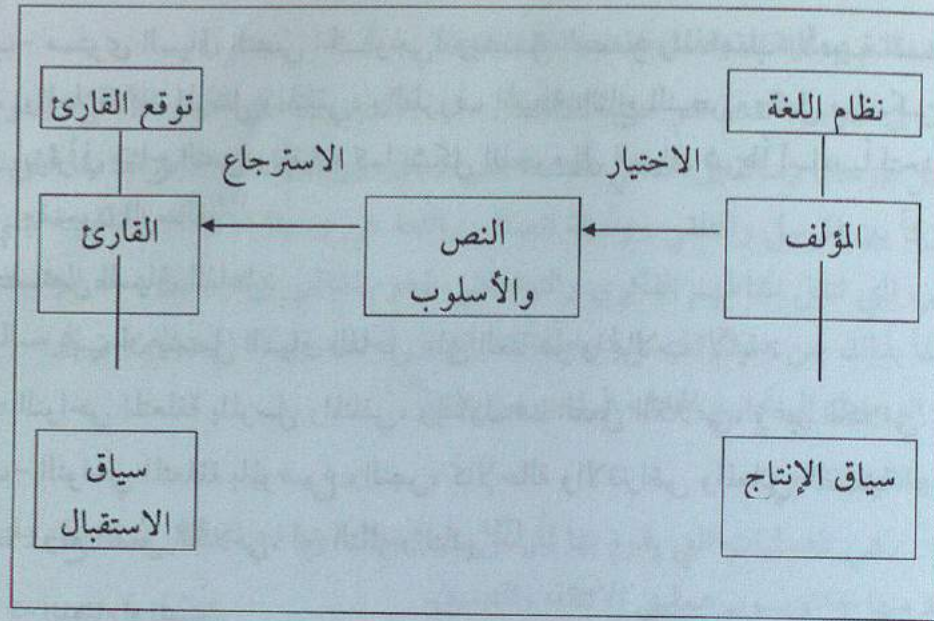 نظام اللغة
توقع القارئ
الاختيار
الاسترجاع
المؤلف
النص
والأسلوب
القارئ
سياق الإنتاج
سياق
الاستقبال